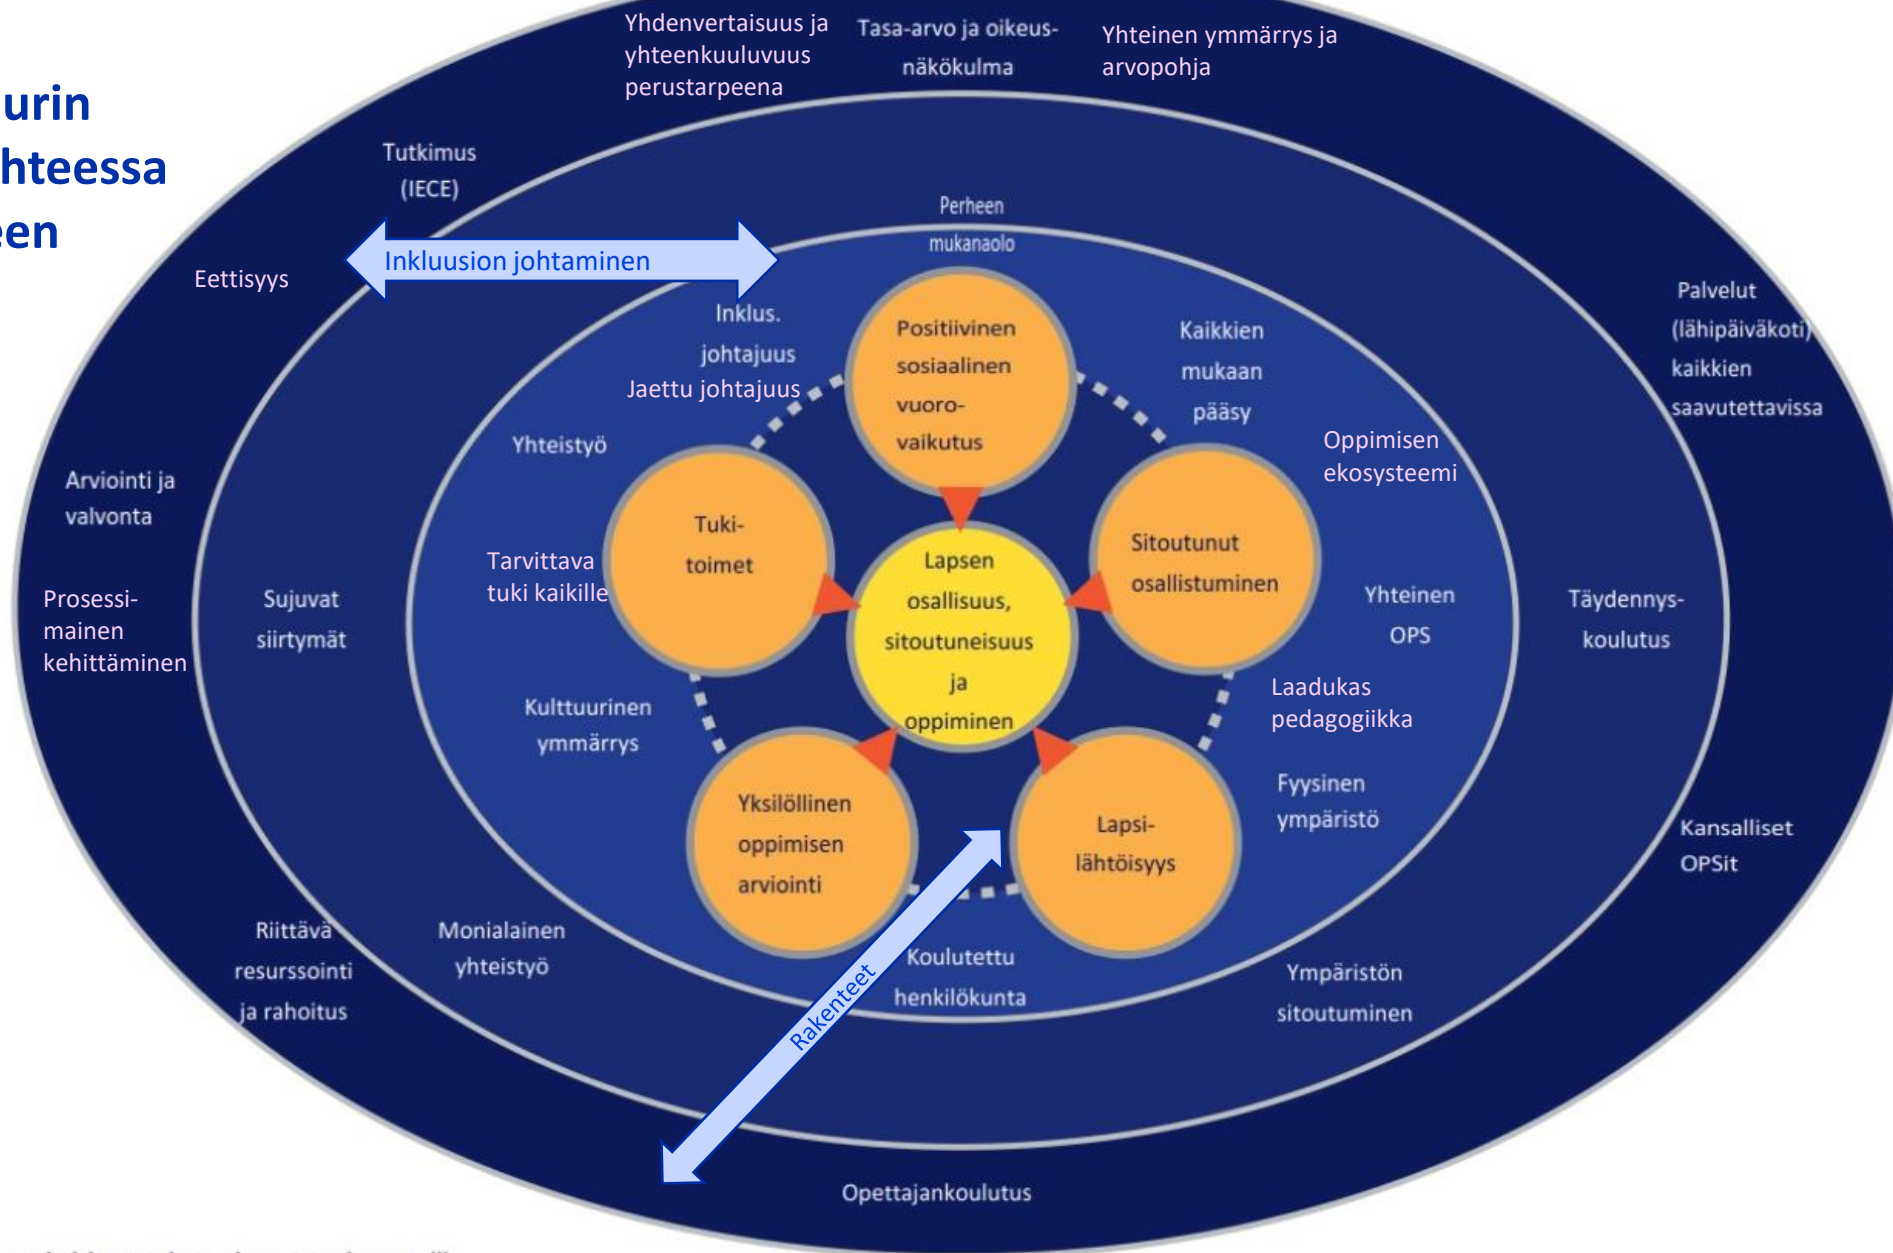 Yhdenvertaisuus ja
yhteenkuuluvuus
perustarpeena
Tasa-arvo ja oikeus-
näkökulma
Yhteinen ymmärrys ja
arvopohja
Tutkimus
(IECE)
Eettisyys
Inkluusion johtaminen
Perheen
mukanaolo
Palvelut
(lähipäiväkoti)
kaikkien
saavutettavissa
Inklus.
johtajuus
Jaettu johtajuus
Positiivinen
sosiaalinen
vuoro-
vaikutus
Kaikkien
mukaan
pääsy
Yhteistyö
Oppimisen
ekosysteemi
Arviointi ja
valvonta
Tuki-
toimet
Tarvittava
tuki kaikille
Lapsen
osallisuus,
sitoutuneisuus
ja
oppiminen
Sitoutunut
osallistuminen
Prosessi-
mainen
kehittäminen
Sujuvat
siirtymät
Yhteinen
OPS
Täydennys-
koulutus
Kulttuurinen
ymmärrys
Laadukas
pedagogiikka
Yksilöllinen
oppimisen
arviointi
Lapsi-
lähtöisyys
Fyysinen
ympäristö
Kansalliset
OPSit
Riittävä
resurssointi
ja rahoitus
Monialainen
yhteistyö
Rakenteet
Koulutettu
henkilökunta
Ympäristön
sitoutuminen
Opettajankoulutus